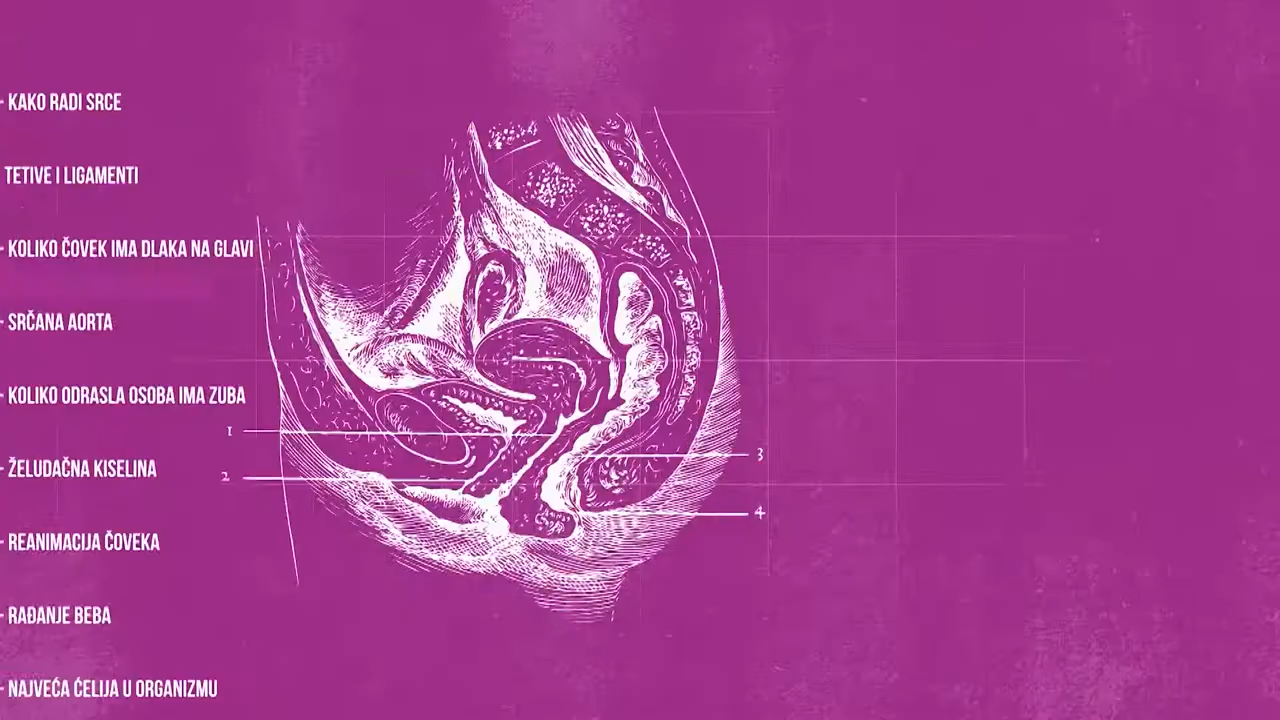 - KAKO RADI SRCE
TETIVE I LIGAMENTI
- KOLIKO ČOVEK IMA DLAKA NA GLAVI
- SRČANA AORTA
- KOLIKO ODRASLA OSOBA IMA ZUBA
- ŽELUDAČNA KISELINA
- REANIMACIJA ČOVEKA
- RAĐANJE BEBA
- NAJVEĆA ĆELIJA U ORGANIZMU
1
2
3
4